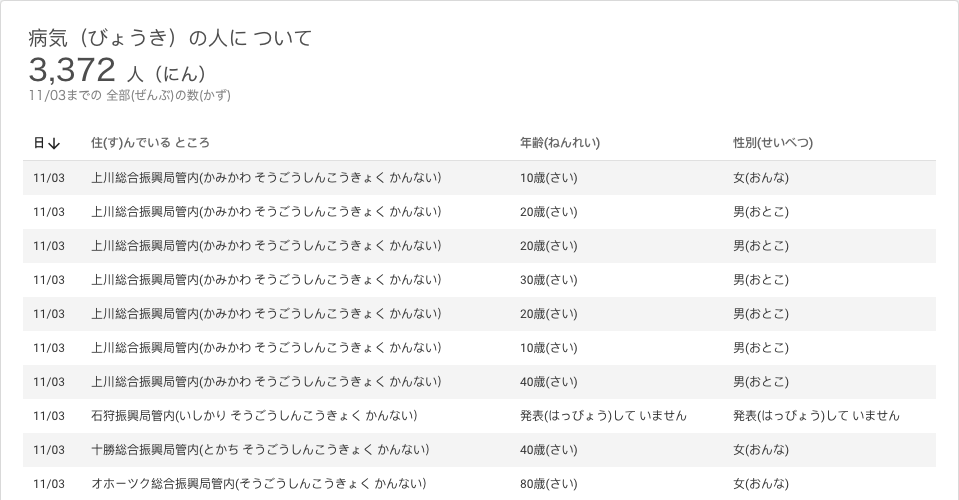 病気（びょうき）の人に ついて
3,372 人（にん）
11/03までの 全部(ぜんぶ)の数(かず)
日↓ 住(す)んでいる ところ 年齢(ねんれい) 性別(せいべつ)
11/03 上川総合振興局管内(かみかわ そうごうしんこうきょく かんない) 10歳(さい) 女(おんな)
11/03 上川総合振興局管内(かみかわ そうごうしんこうきょく かんない) 20歳(さい) 男(おとこ)
11/03 上川総合振興局管内(かみかわ そうごうしんこうきょく かんない) 20歳(さい) 男(おとこ)
11/03 上川総合振興局管内(かみかわ そうごうしんこうきょく かんない) 30歳(さい) 男(おとこ)
11/03 上川総合振興局管内(かみかわ そうごうしんこうきょく かんない) 20歳(さい) 男(おとこ)
11/03 上川総合振興局管内(かみかわ そうごうしんこうきょく かんない) 10歳(さい) 男(おとこ)
11/03 上川総合振興局管内(かみかわ そうごうしんこうきょく かんない) 40歳(さい) 男(おとこ)
11/03 石狩振興局管内(いしかり そうごうしんこうきょく かんない) 発表(はっぴょう)して いません 発表(はっぴょう)して いません
11/03 十勝総合振興局管内(とかち そうごうしんこうきょく かんない) 40歳(さい) 女(おんな)
11/03 オホーツク総合振興局管内(そうごうしんこうきょく かんない) 80歳(さい) 女(おんな)